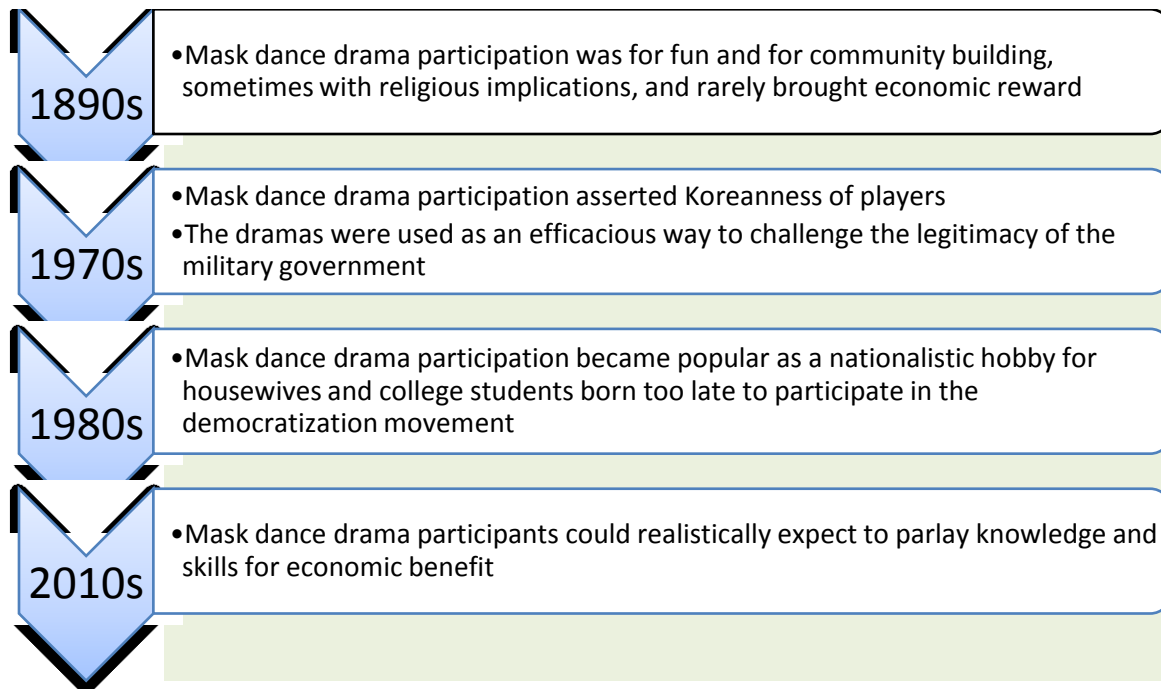 1890s
•Mask dance drama participation was for fun and for community building,
sometimes with religious implications, and rarely brought economic reward
1970s
•Mask dance drama participation asserted Koreanness of players
•The dramas were used as an efficacious way to challenge the legitimacy of the
military government
1980s
•Mask dance drama participation became popular as a nationalistic hobby for
housewives and college students born too late to participate in the
democratization movement
2010s
•Mask dance drama participants could realistically expect to parlay knowledge and
skills for economic benefit